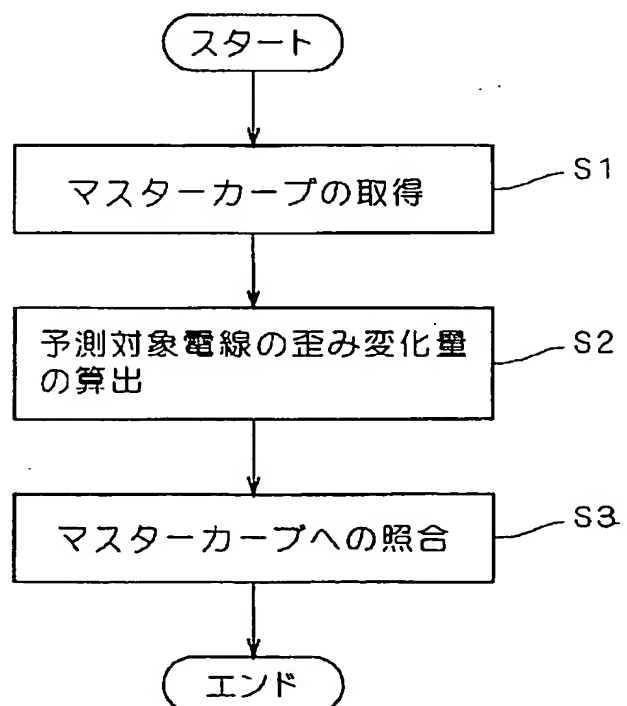 スタート
マスターカーブの取得
S1
予測対象電線の歪み変化量
の算出
S2
マスターカーブへの照合
S3
エンド